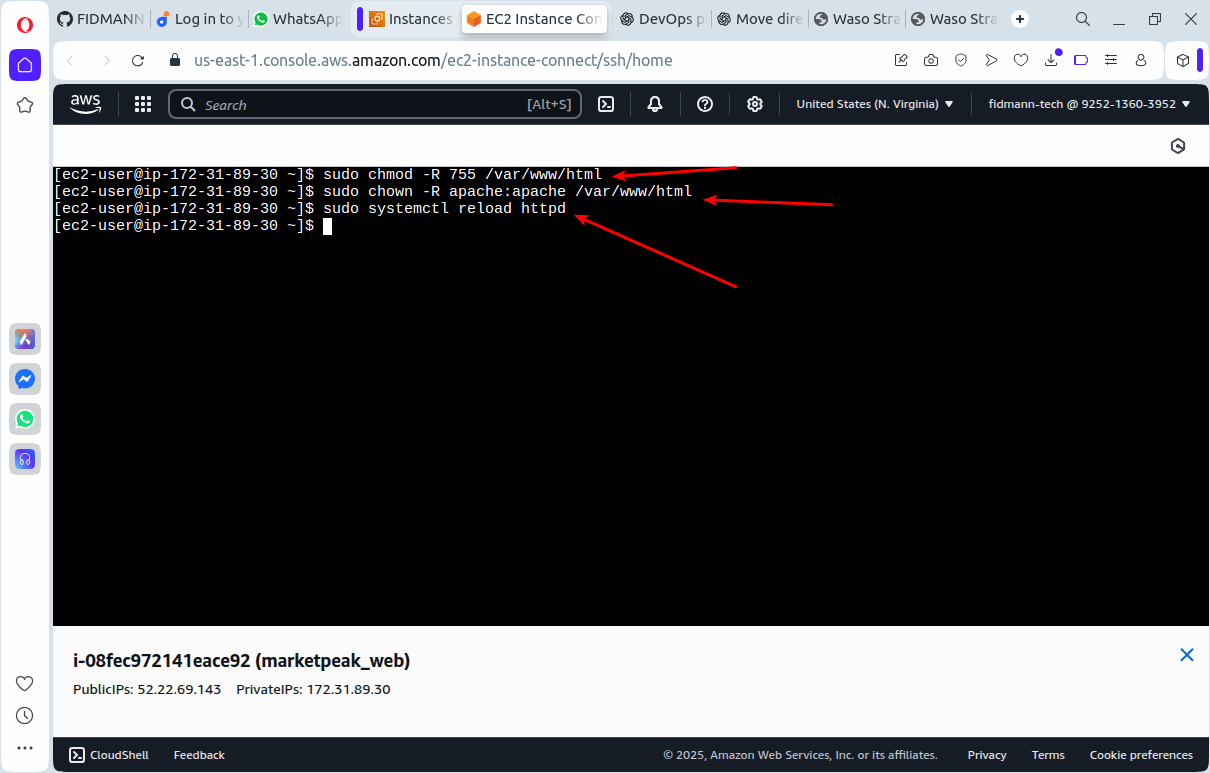 FIDMANN
Log in to y
WhatsApp
Instances
EC2 Instance Con
DevOps p
Move dire
Waso Stra
Waso Stra
us-east-1.console.aws.amazon.com/ec2-instance-connect/ssh/home
aws
Search
[Alt+S]
United States (N. Virginia)
fidmann-tech @ 9252-1360-3952
[ec2-user@ip-172-31-89-30 ~]$ sudo chmod -R 755 /var/www/html
[ec2-user@ip-172-31-89-30 ~]$ sudo chown -R apache:apache /var/www/html
[ec2-user@ip-172-31-89-30 ~]$ sudo systemctl reload httpd
[ec2-user@ip-172-31-89-30 ~]$
i-08fec972141eace92 (marketpeak_web)
PublicIPs: 52.22.69.143 PrivateIPs: 172.31.89.30
CloudShell
Feedback
© 2025, Amazon Web Services, Inc. or its affiliates.
Privacy
Terms
Cookie preferences